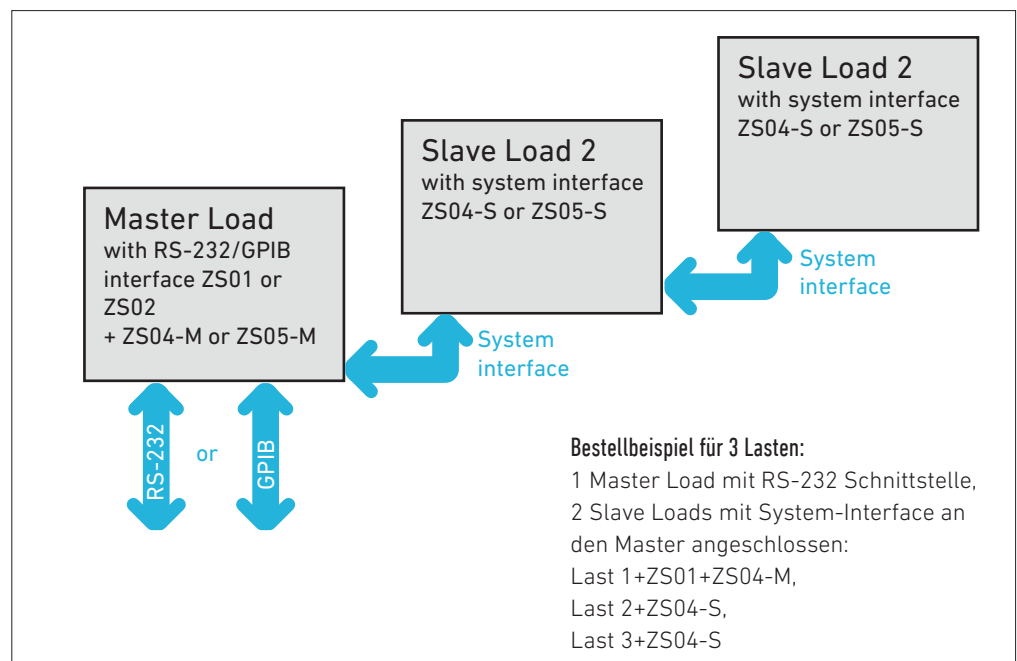 Slave Load 2
with system interface
ZS04-S or ZS05-S
Slave Load 2
with system interface
ZS04-S or ZS05-S
Master Load
with RS-232/GPIB
interface ZS01 or
ZS02
+ ZS04-M or ZS05-M
System
interface
System
interface
RS-232
or
GPIB
Bestellbeispiel für 3 Lasten:
1 Master Load mit RS-232 Schnittstelle,
2 Slave Loads mit System-Interface an
den Master angeschlossen:
Last 1+ZS01+ZS04-M,
Last 2+ZS04-S,
Last 3+ZS04-S